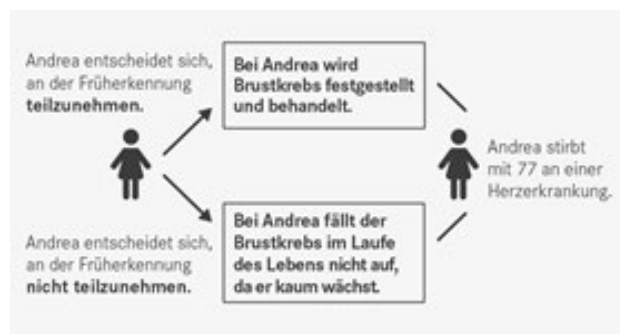 Andrea entscheidet sich,
an der Früherkennung
teilzunehmen.
Bei Andrea wird
Brustkrebs festgestellt
und behandelt.
Andrea stirbt
mit 77 an einer
Herzerkrankung.
Andrea entscheidet sich,
an der Früherkennung
nicht teilzunehmen.
Bei Andrea fällt der
Brustkrebs im Laufe
des Lebens nicht auf,
da er kaum wächst.